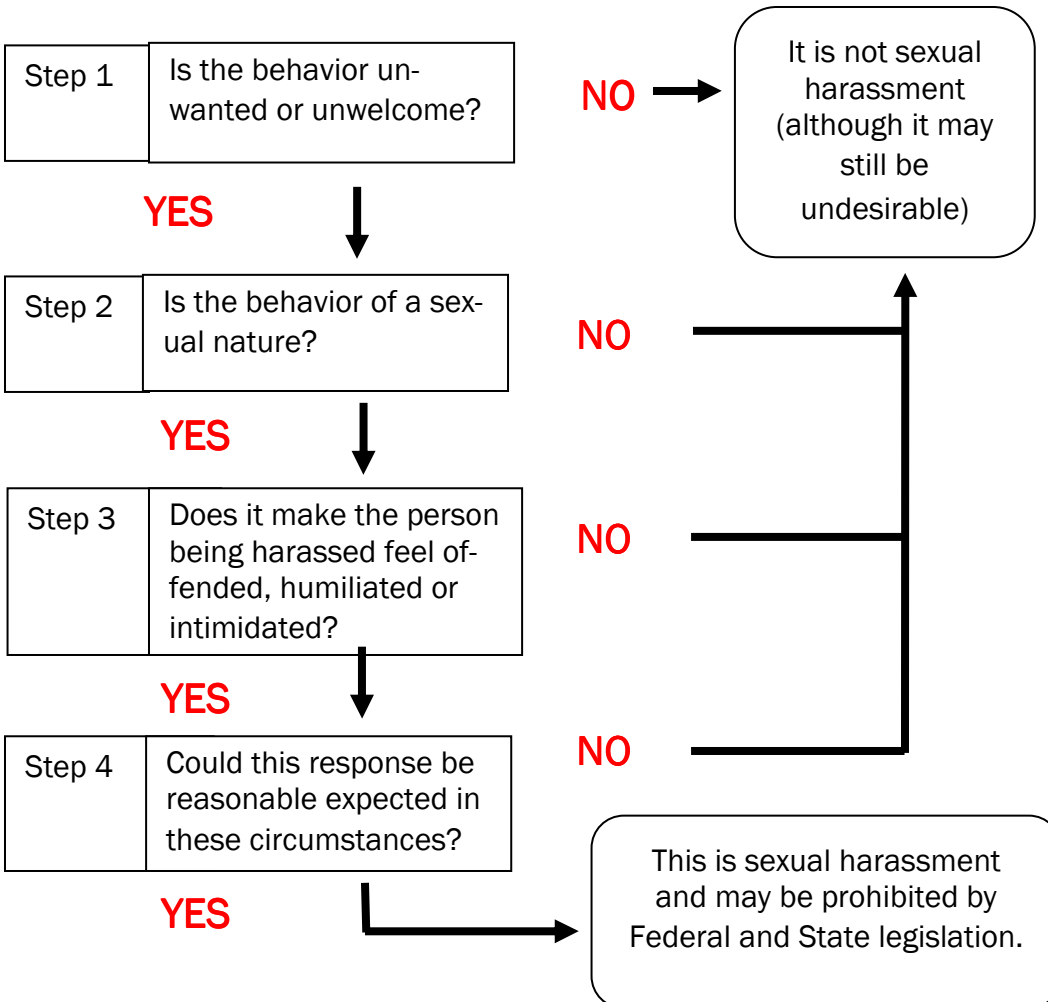 Step 1
Is the behavior un-
wanted or unwelcome?
NO
It is not sexual
harassment
(although it may
still be
undesirable)
YES
Step 2
Is the behavior of a sex-
ual nature?
NO
YES
Step 3
Does it make the person
being harassed feel of-
fended, humiliated or
intimidated?
NO
YES
Step 4
Could this response be
reasonable expected in
these circumstances?
NO
YES
This is sexual harassment
and may be prohibited by
Federal and State legislation.